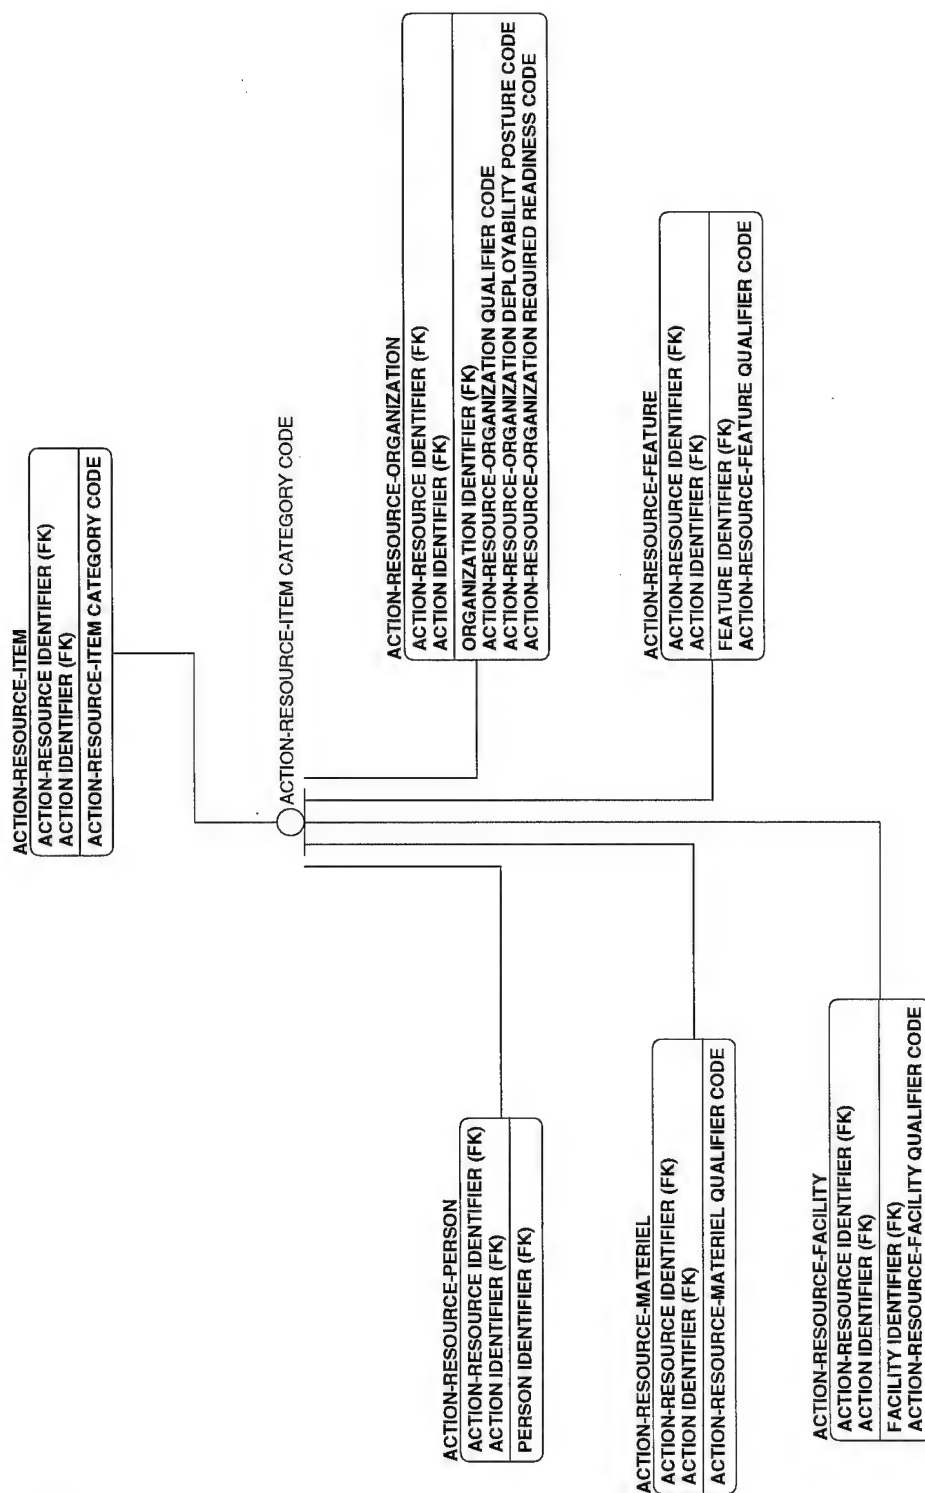 ACTION-RESOURCE-ITEM
ACTION-RESOURCE IDENTIFIER (FK)
ACTION IDENTIFIER (FK)
ACTION-RESOURCE-ITEM CATEGORY CODE
ACTION-RESOURCE-ITEM CATEGORY CODE
ACTION-RESOURCE-PERSON
ACTION-RESOURCE IDENTIFIER (FK)
ACTION IDENTIFIER (FK)
PERSON IDENTIFIER (FK)
ACTION-RESOURCE-ORGANIZATION
ACTION-RESOURCE IDENTIFIER (FK)
ACTION IDENTIFIER (FK)
ORGANIZATION IDENTIFIER (FK)
ACTION-RESOURCE-ORGANIZATION QUALIFIER CODE
ACTION-RESOURCE-ORGANIZATION DEPLOYABILITY POSTURE CODE
ACTION-RESOURCE-ORGANIZATION REQUIRED READINESS CODE
ACTION-RESOURCE-MATERIEL
ACTION-RESOURCE IDENTIFIER (FK)
ACTION IDENTIFIER (FK)
ACTION-RESOURCE-MATERIEL QUALIFIER CODE
ACTION-RESOURCE-FEATURE
ACTION-RESOURCE IDENTIFIER (FK)
ACTION IDENTIFIER (FK)
FEATURE IDENTIFIER (FK)
ACTION-RESOURCE-FEATURE QUALIFIER CODE
ACTION-RESOURCE-FACILITY
ACTION-RESOURCE IDENTIFIER (FK)
ACTION IDENTIFIER (FK)
FACILITY IDENTIFIER (FK)
ACTION-RESOURCE-FACILITY QUALIFIER CODE